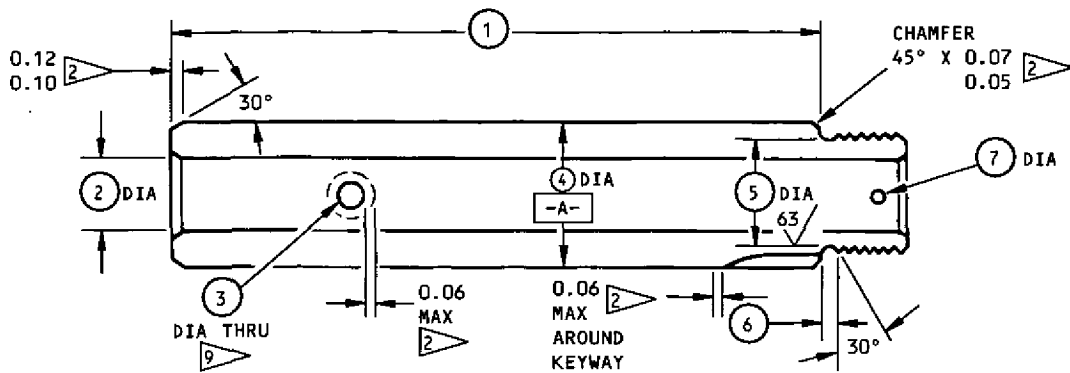 1
CHAMFER
45° X 0.07
0.05
2
0.12
0.10
2
30°
2 DIA
4 DIA
-A-
5 DIA
63
7 DIA
3
DIA THRU
9
0.06
MAX
2
0.06
MAX
AROUND
KEYWAY
2
6
30°